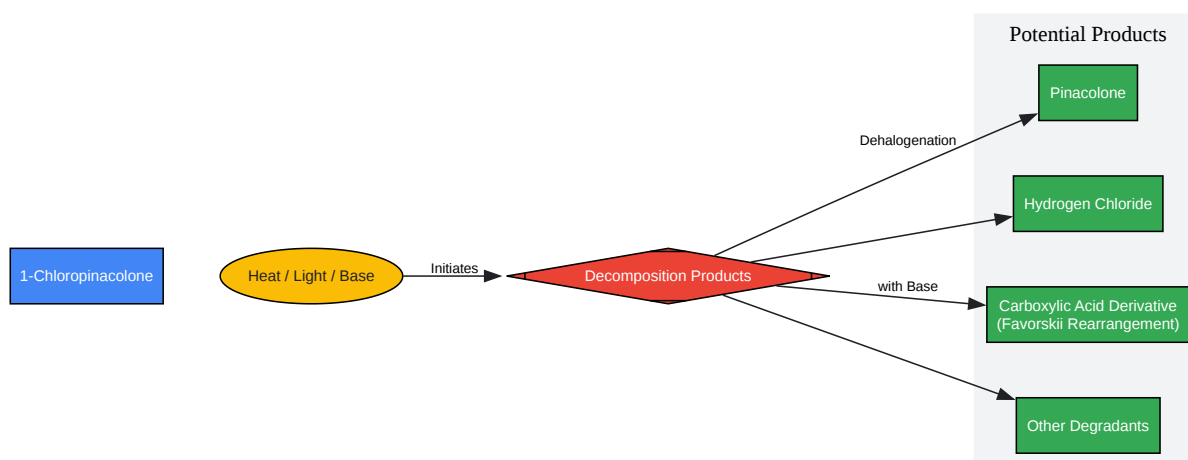 Potential Products
Pinacolone
Dehalogenation
Hydrogen Chloride
1-Chloropinacolone
Heat / Light / Base
Initiates
Decomposition Products
with Base
Carboxylic Acid Derivative
(Favorskii Rearrangement)
Other Degradants